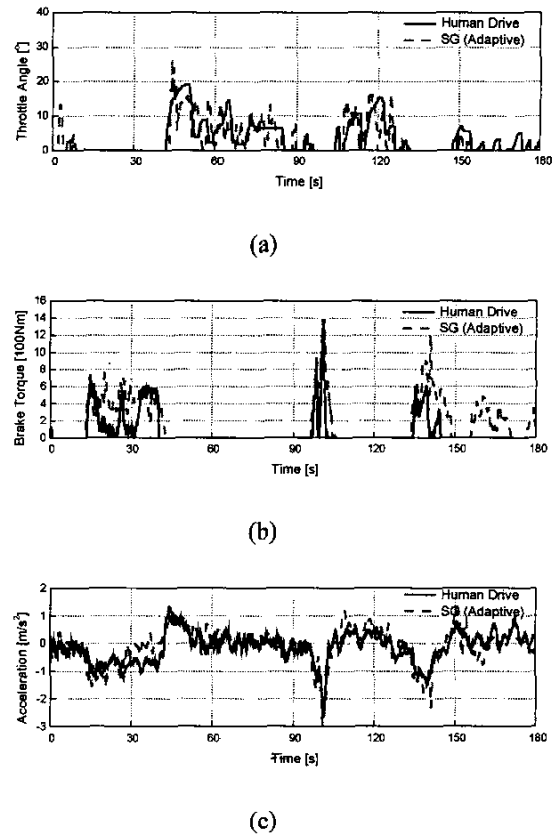 40
30
20
10
0
Throttle Angle [°]
Human Drive
SG (Adaptive)
0 30 60 90 120 150 180
Time [s]
(a)
16
14
12
10
8
6
4
2
0
Brake Torque [100Nm]
Human Drive
SG (Adaptive)
0 30 60 90 120 150 180
Time [s]
(b)
2
1
0
-1
-2
-3
Acceleration [m/s²]
Human Drive
SG (Adaptive)
0 30 60 90 120 150 180
Time [s]
(c)